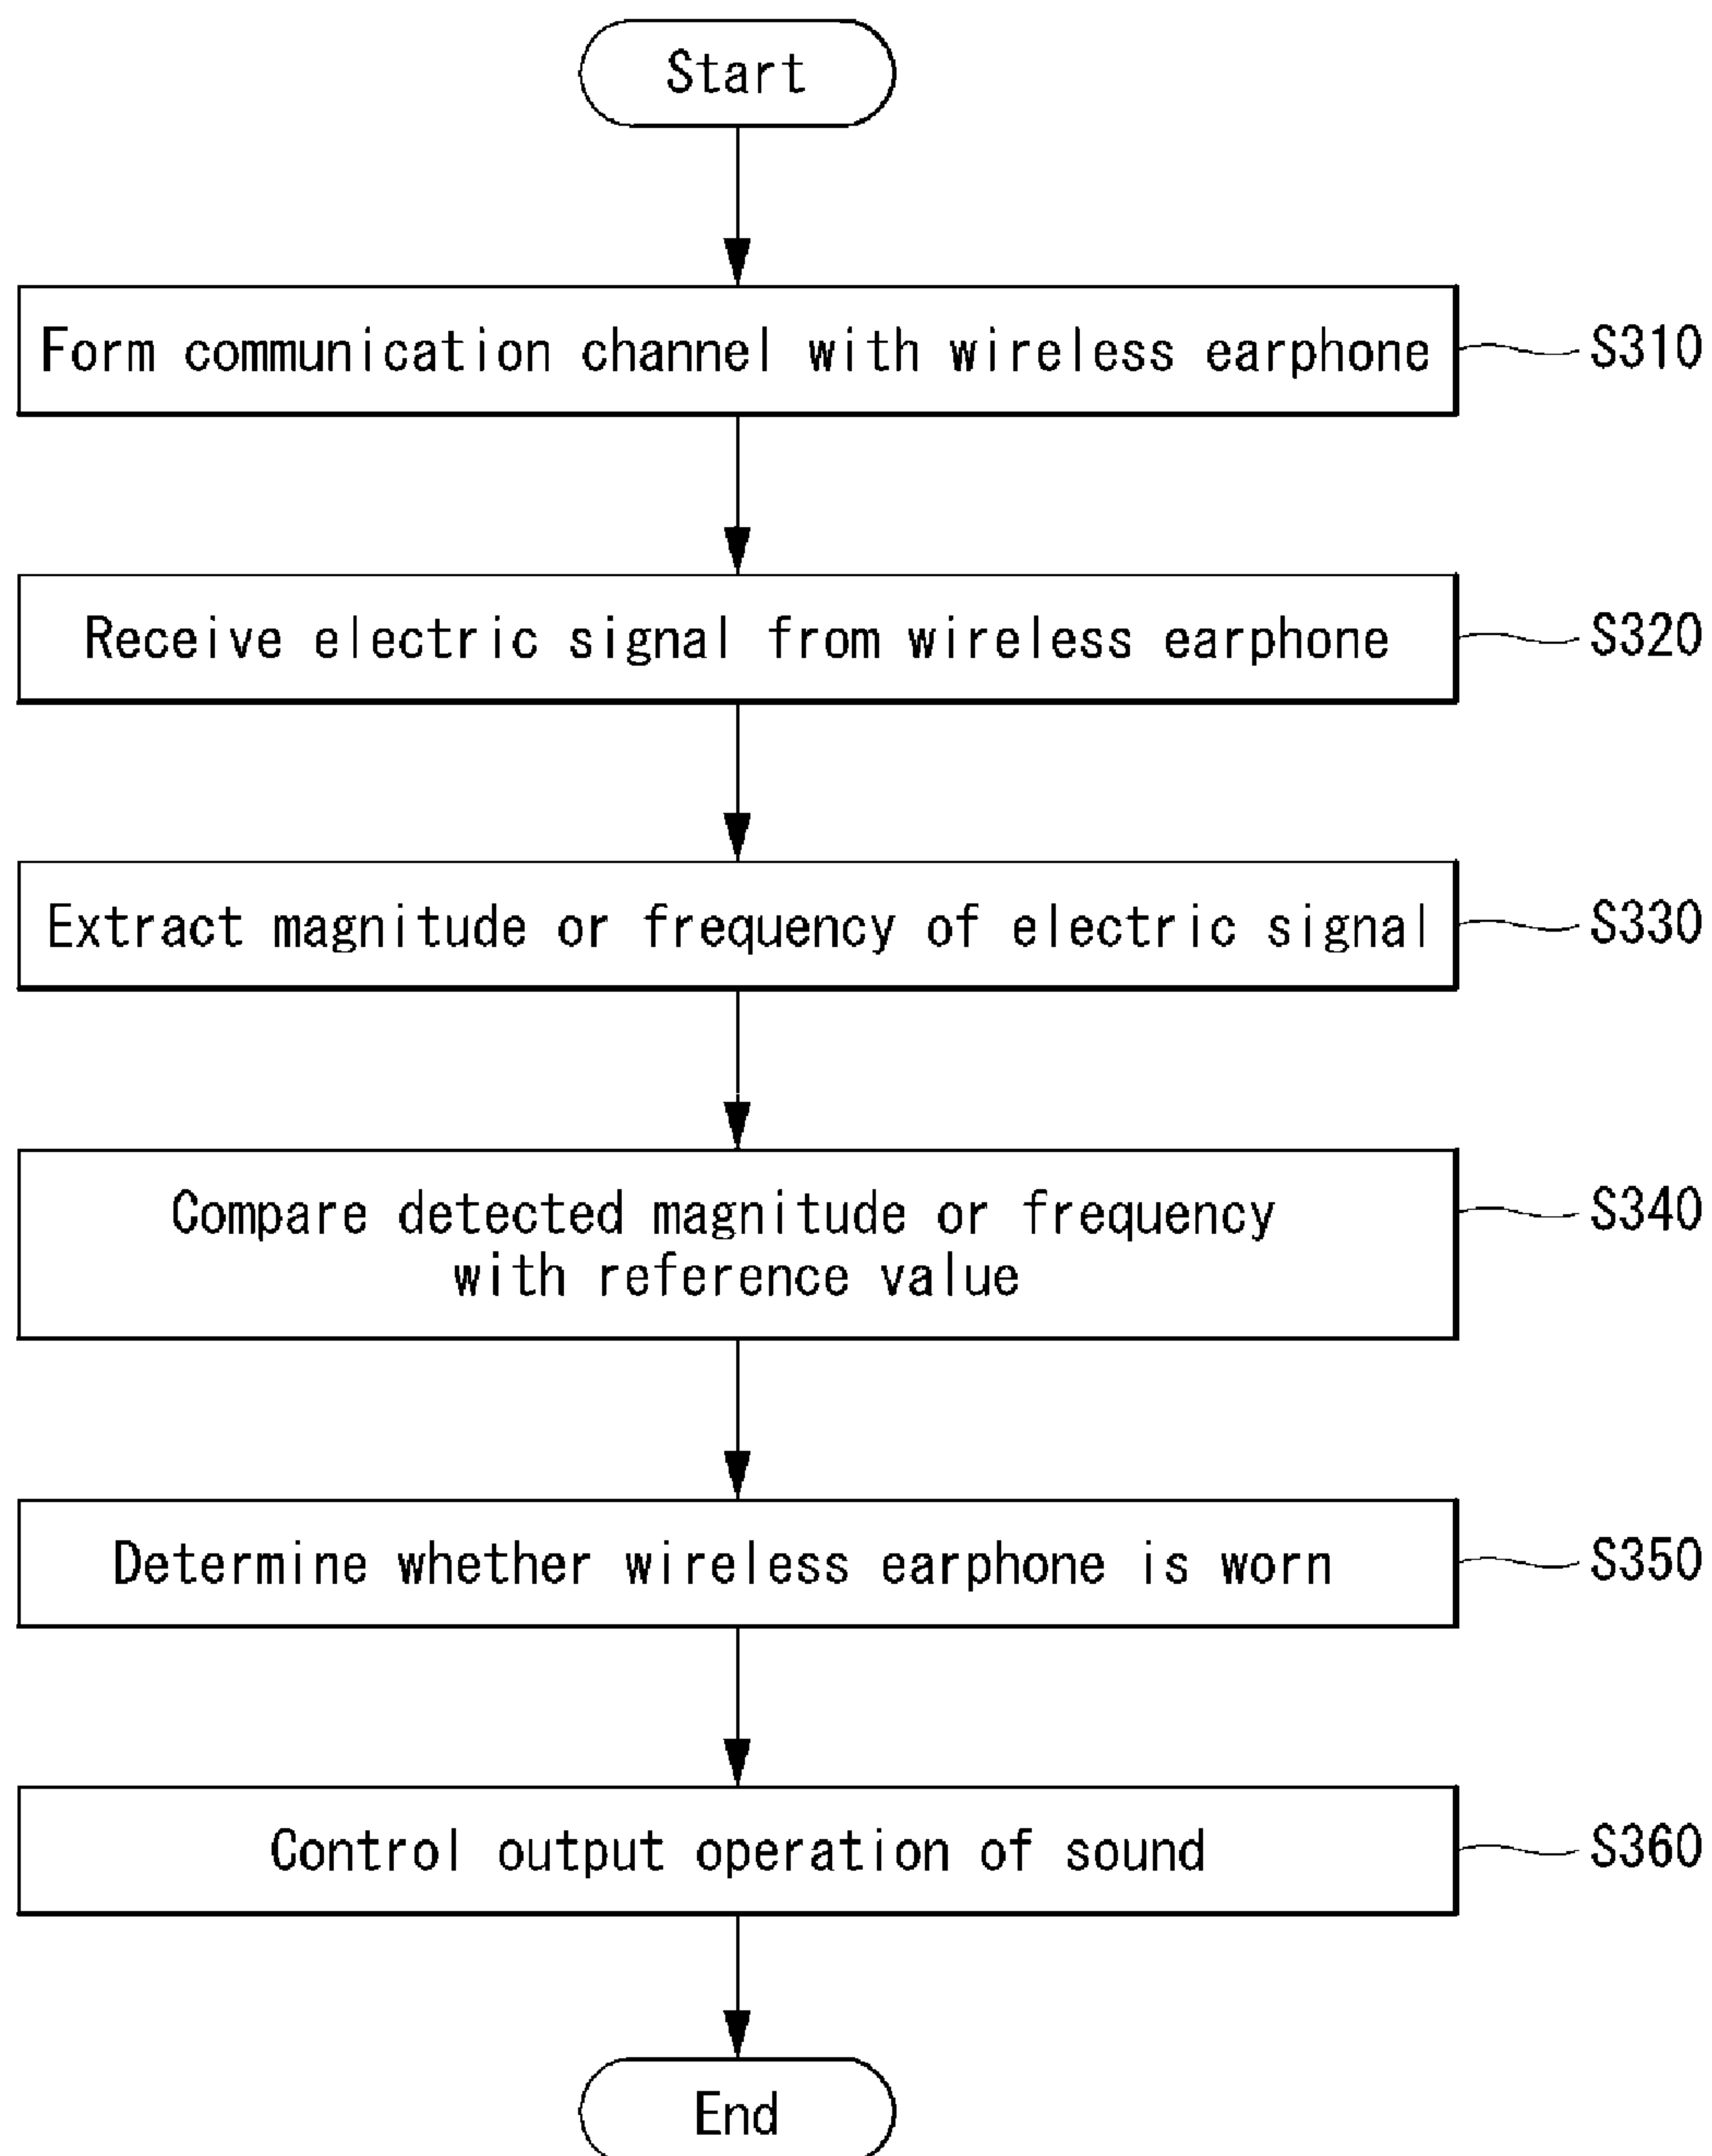 Start
Form communication channel with wireless earphone
S310
Receive electric signal from wireless earphone
S320
Extract magnitude or frequency of electric signal
S330
Compare detected magnitude or frequency
with reference value
S340
Determine whether wireless earphone is worn
S350
Control output operation of sound
S360
End